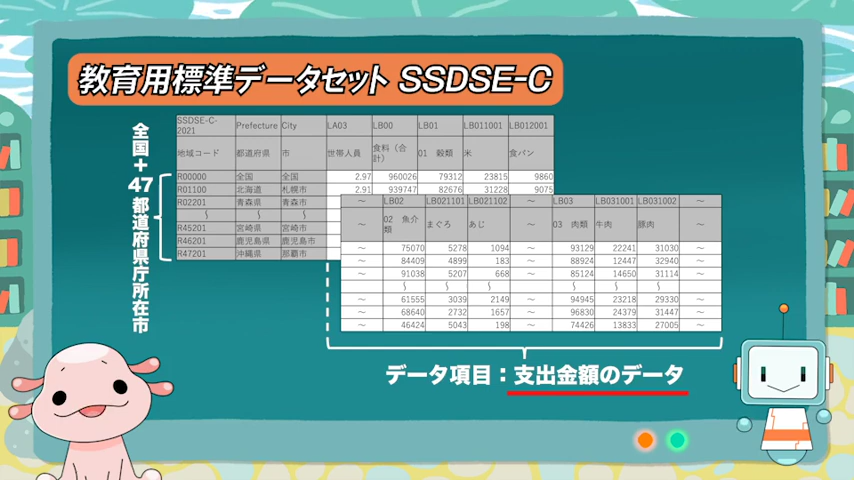 教育用標準データセット SSDSE-C
全国+47都道府県庁所在市
SSDSE-C-2021 Prefecture City LA03 LB00 LB01 LB011001 LB012001
地域コード 都道府県 市 世帯人員 食料（合計） 01 穀類 米 食パン
R00000 全国 全国 2.97 960026 79312 23815 9860
R01100 北海道 札幌市 2.91 939747 82676 31228 9075
R02201 青森県 青森市
～ ～ ～
R45201 宮崎県 宮崎市
R46201 鹿児島県 鹿児島市
R47201 沖縄県 那覇市
～ LB02 LB021101 LB021102 ～ LB03 LB031001 LB031002 ～
～ 02 魚介類 まぐろ あじ ～ 03 肉類 牛肉 豚肉 ～
～ 75070 5278 1094 ～ 93129 22241 31030 ～
～ 84409 4899 183 ～ 88924 12447 32940 ～
～ 91038 5207 668 ～ 85124 14650 31114 ～
～ ～ ～ ～ ～ ～
～ 61555 3039 2149 ～ 94945 23218 29330 ～
～ 68640 2732 1657 ～ 96830 24379 31447 ～
～ 46424 5043 198 ～ 74426 13833 27005 ～
データ項目：支出金額のデータ